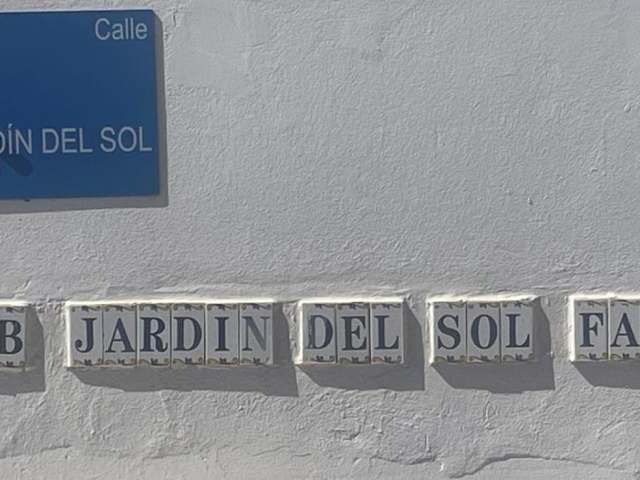 Calle
DÍN DEL SOL
B JARDIN DEL SOL FA